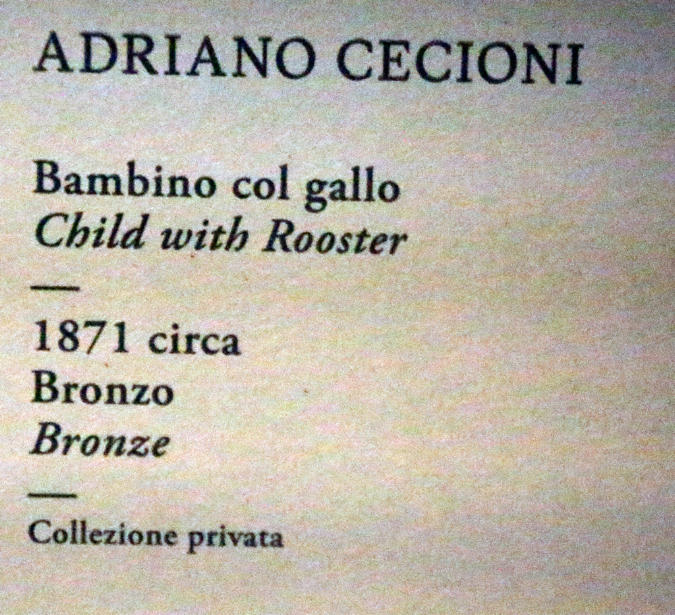 ADRIANO CECIONI
Bambino col gallo
Child with Rooster
—
1871 circa
Bronzo
Bronze
—
Collezione privata